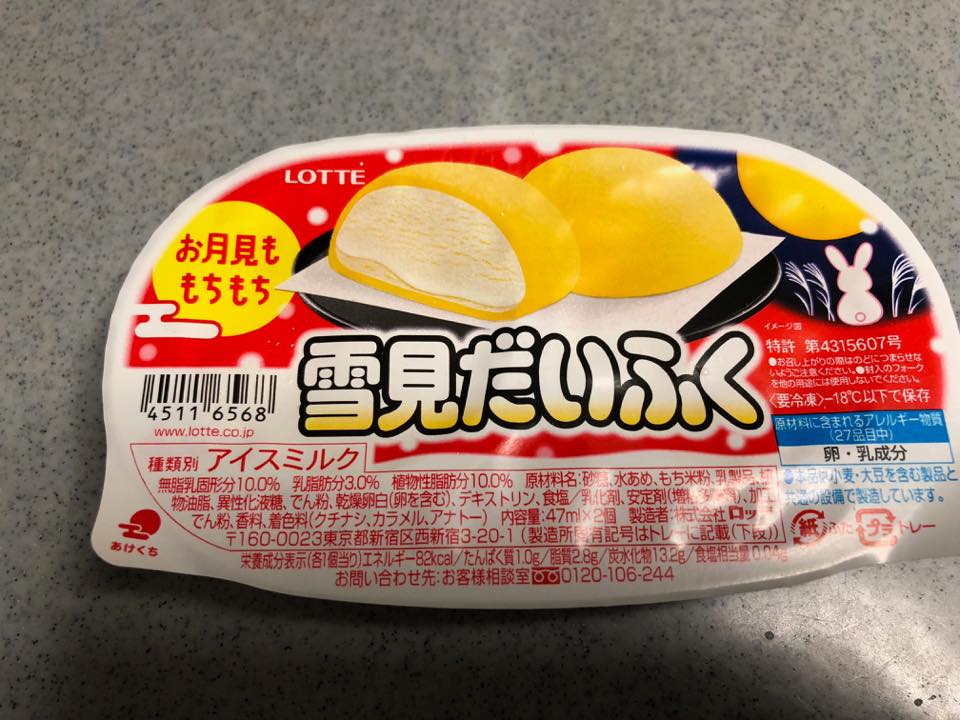 LOTTE
お月見も
もちもち
雪見だいふく
イメージ図
特許 第4315607号
●お召し上がりの際はのどにつまらせな
いようご注意ください。●封入のフォーク
を他の用途には使用しないでください。
〈要冷凍〉-18℃以下で保存
原材料に含まれるアレルギー物質
(27品目中)
卵・乳成分
●本品は小麦・大豆を含む製品と
共通の設備で製造しています。
4511 6568
www.lotte.co.jp
種類別 アイスミルク
無脂乳固形分10.0% 乳脂肪分3.0% 植物性脂肪分10.0% 原材料名:砂糖、水あめ、もち米粉、乳製品、植
物油脂、異性化液糖、でん粉、乾燥卵白(卵を含む)、デキストリン、食塩/乳化剤、安定剤(増粘多糖類)、加工
でん粉、香料、着色料(クチナシ、カラメル、アナトー) 内容量:47ml×2個 製造者:株式会社 ロッテ
〒160-0023東京都新宿区西新宿3-20-1(製造所固有記号はトレーに記載(下段))
栄養成分表示(各1個当り)エネルギー82kcal/たんぱく質1.0g/脂質2.8g/炭水化物13.2g/食塩相当量0.04g
お問い合わせ先:お客様相談室 0120-106-244
あけくち
紙 ふた プラ トレー